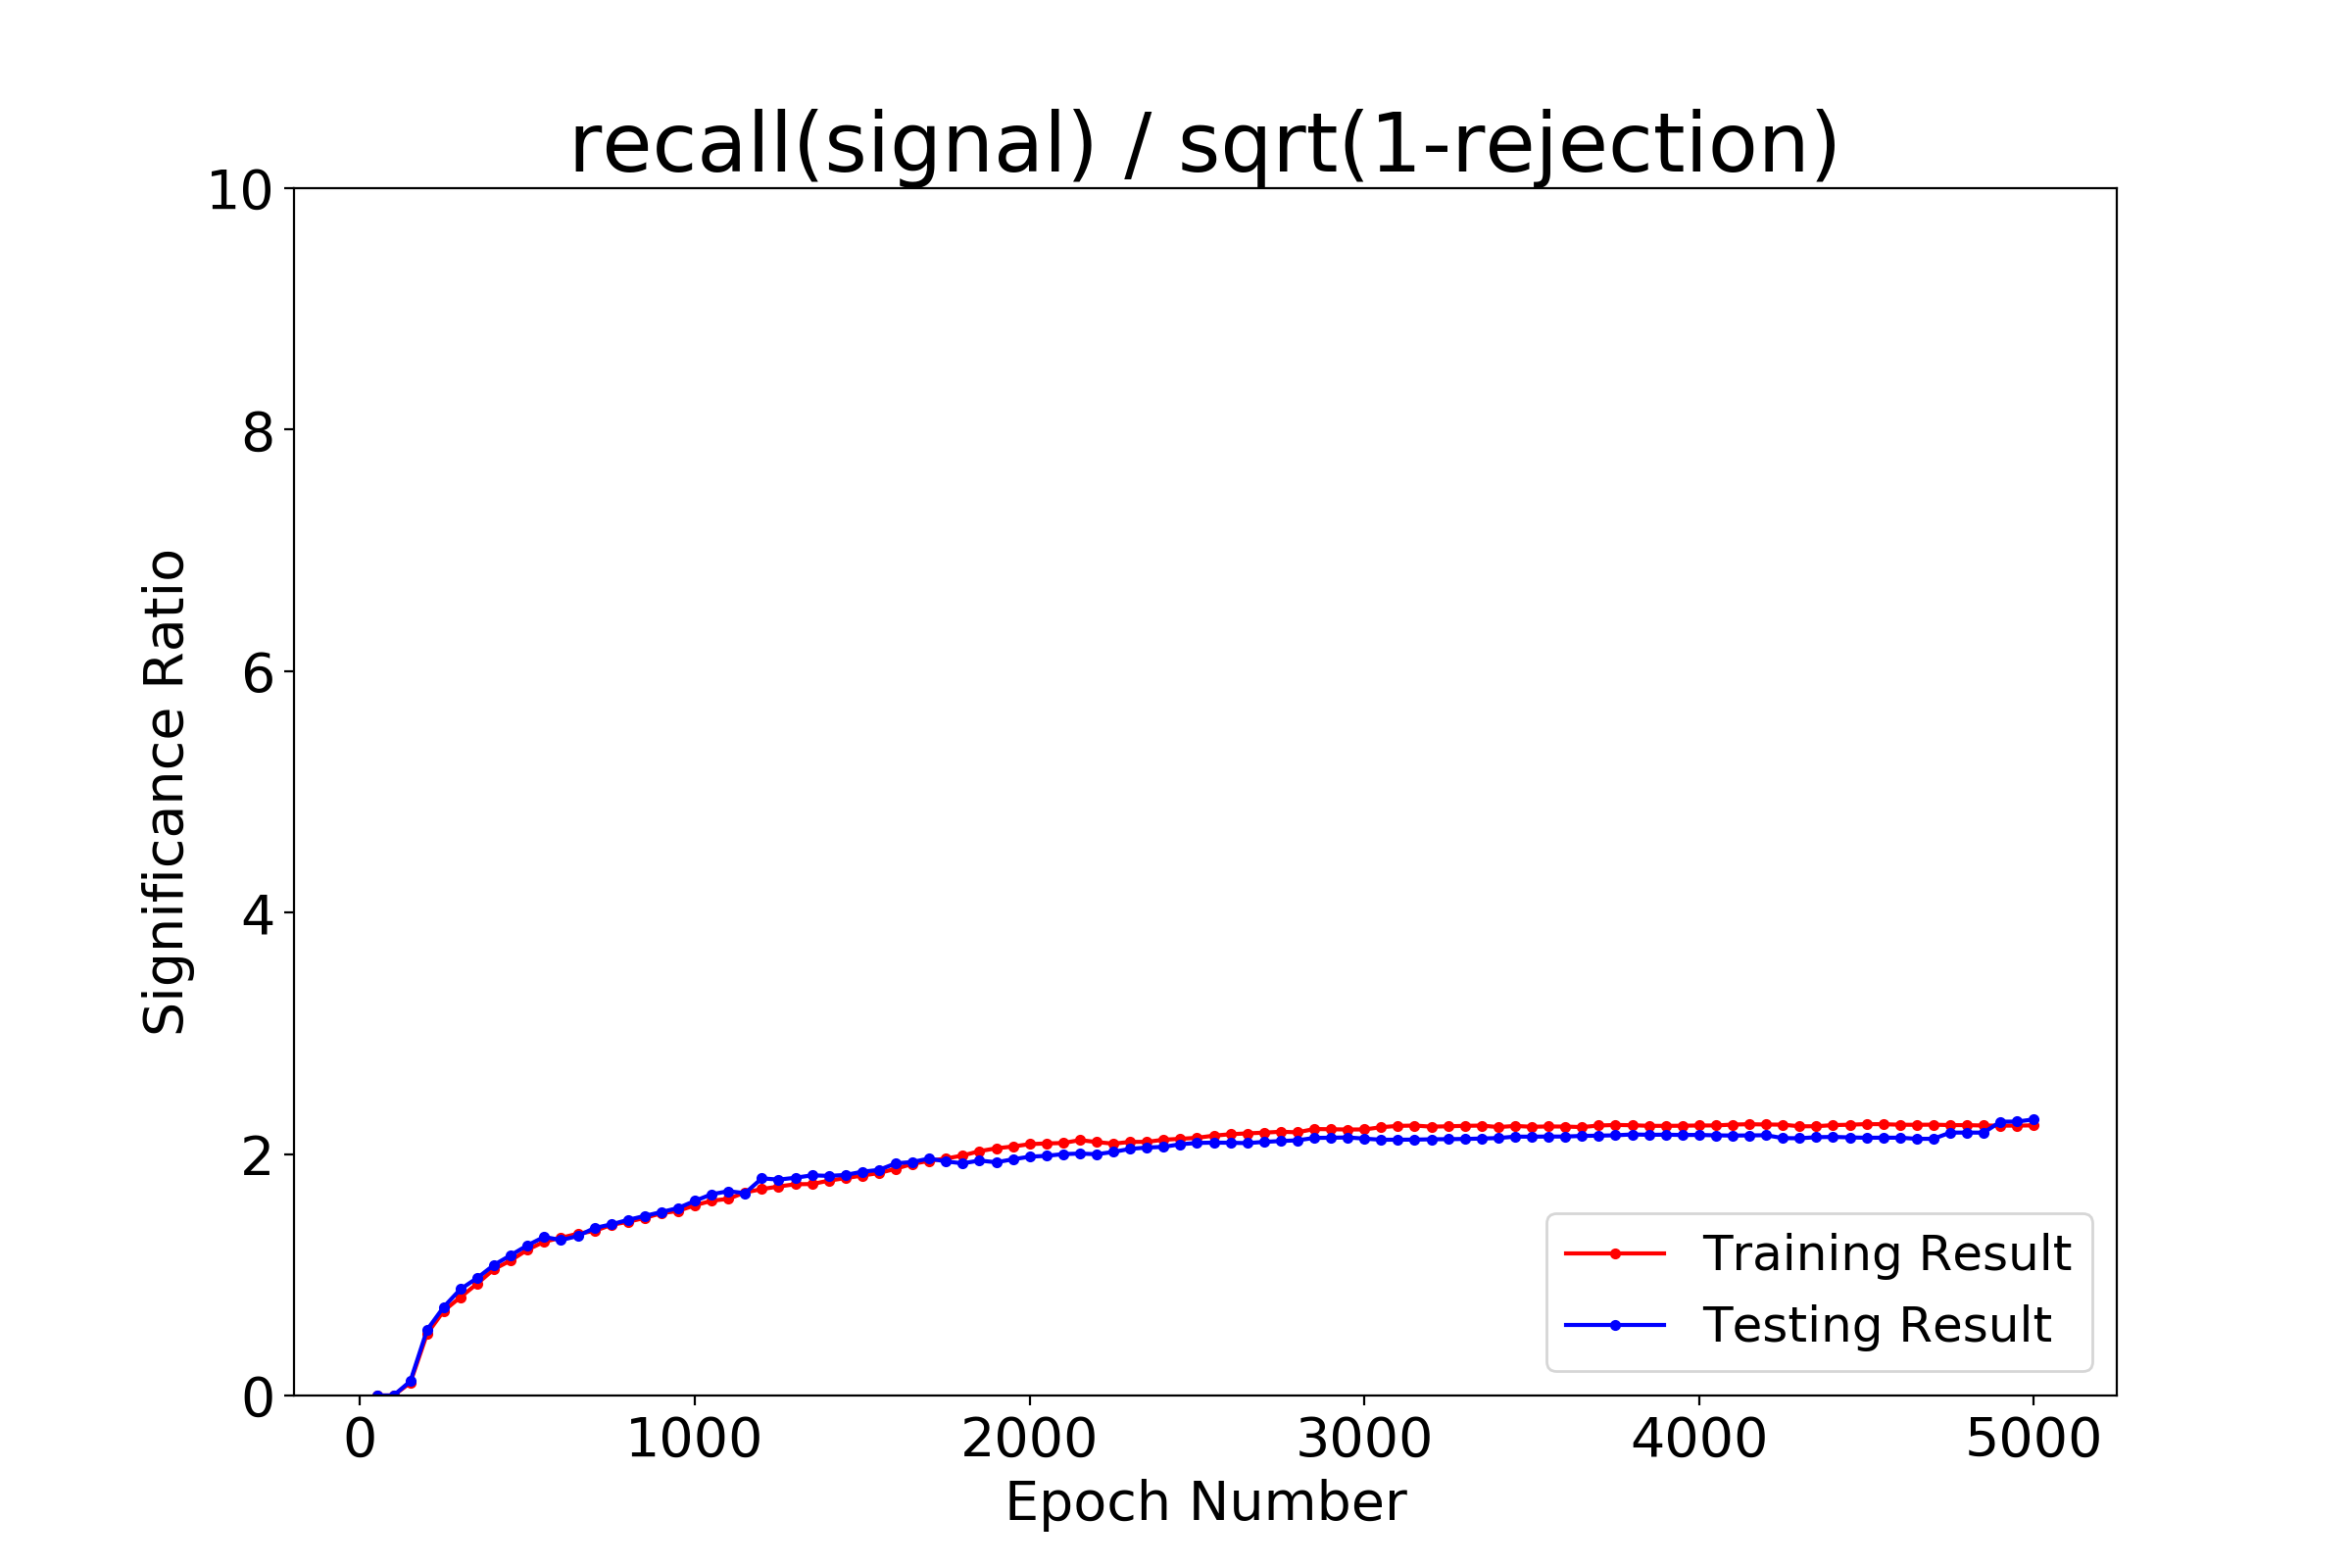 recall(signal) / sqrt(1-rejection)
10
8
6
4
2
0
Significance Ratio
0 1000 2000 3000 4000 5000
Epoch Number
Training Result
Testing Result